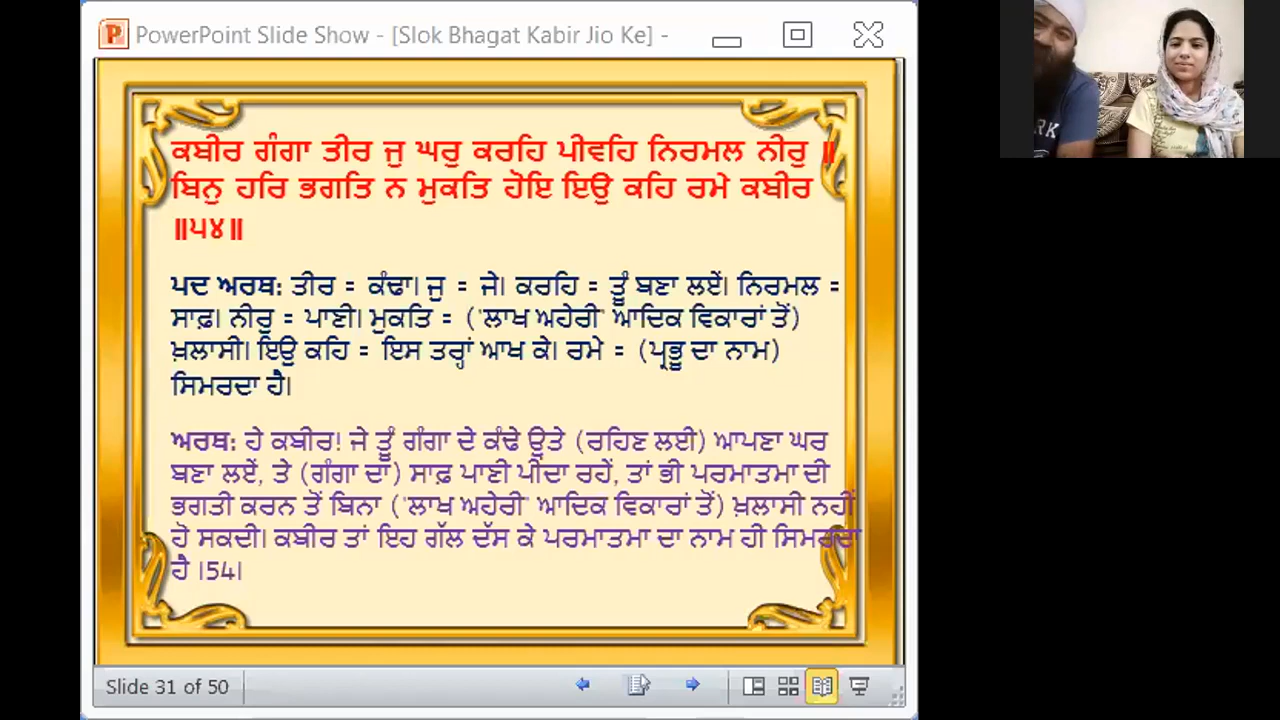 PowerPoint Slide Show - [Slok Bhagat Kabir Jio Ke] -
ਕਬੀਰ ਗੰਗਾ ਤੀਰ ਜੁ ਘਰੁ ਕਰਹਿ ਪੀਵਹਿ ਨਿਰਮਲ ਨੀਰੁ ॥
ਬਿਨੁ ਹਰਿ ਭਗਤਿ ਨ ਮੁਕਤਿ ਹੋਇ ਇਉ ਕਹਿ ਰਮੇ ਕਬੀਰ
॥੫੪॥
ਪਦ ਅਰਥ: ਤੀਰ = ਕੰਢਾ। ਜੁ = ਜੇ। ਕਰਹਿ = ਤੂੰ ਬਣਾ ਲਏਂ। ਨਿਰਮਲ =
ਸਾਫ਼। ਨੀਰੁ = ਪਾਣੀ। ਮੁਕਤਿ = ('ਲਾਖ ਅਹੇਰੀ' ਆਦਿਕ ਵਿਕਾਰਾਂ ਤੋਂ)
ਖ਼ਲਾਸੀ। ਇਉ ਕਹਿ = ਇਸ ਤਰ੍ਹਾਂ ਆਖ ਕੇ। ਰਮੇ = (ਪ੍ਰਭੂ ਦਾ ਨਾਮ)
ਸਿਮਰਦਾ ਹੈ।
ਅਰਥ: ਹੇ ਕਬੀਰ! ਜੇ ਤੂੰ ਗੰਗਾ ਦੇ ਕੰਢੇ ਉਤੇ (ਰਹਿਣ ਲਈ) ਆਪਣਾ ਘਰ
ਬਣਾ ਲਏਂ, ਤੇ (ਗੰਗਾ ਦਾ) ਸਾਫ਼ ਪਾਣੀ ਪੀਂਦਾ ਰਹੇਂ, ਤਾਂ ਭੀ ਪਰਮਾਤਮਾ ਦੀ
ਭਗਤੀ ਕਰਨ ਤੋਂ ਬਿਨਾ ('ਲਾਖ ਅਹੇਰੀ' ਆਦਿਕ ਵਿਕਾਰਾਂ ਤੋਂ) ਖ਼ਲਾਸੀ ਨਹੀਂ
ਹੋ ਸਕਦੀ। ਕਬੀਰ ਤਾਂ ਇਹ ਗੱਲ ਦੱਸ ਕੇ ਪਰਮਾਤਮਾ ਦਾ ਨਾਮ ਹੀ ਸਿਮਰਦਾ
ਹੈ ।54।
Slide 31 of 50